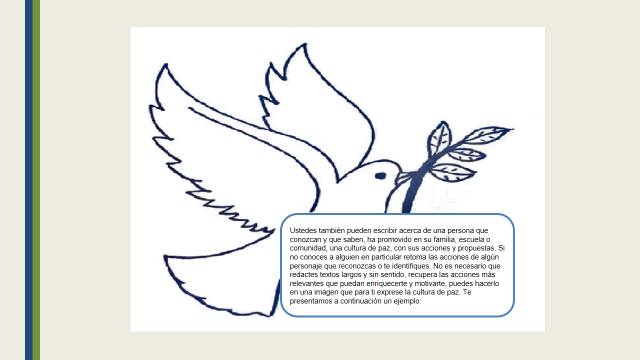 Ustedes también pueden escribir acerca de una persona que
conozcan y que saben, ha promovido en su familia, escuela o
comunidad, una cultura de paz, con sus acciones y propuestas. Si
no conoces a alguien en particular retoma las acciones de algún
personaje que reconozcas o te identifiques. No es necesario que
redactes textos largos y sin sentido, recupera las acciones más
relevantes que puedan enriquecerte y motivarte, puedes hacerlo
en una imagen que para ti exprese la cultura de paz. Te
presentamos a continuación un ejemplo: